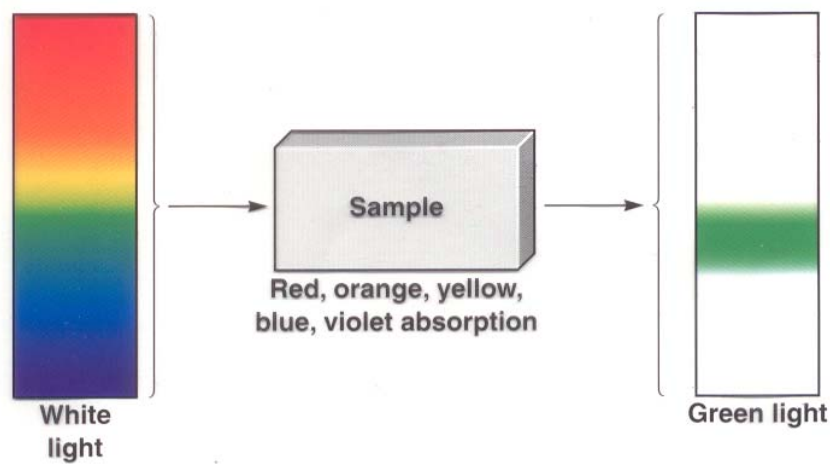 Sample
Red, orange, yellow,
blue, violet absorption
White
light
Green light